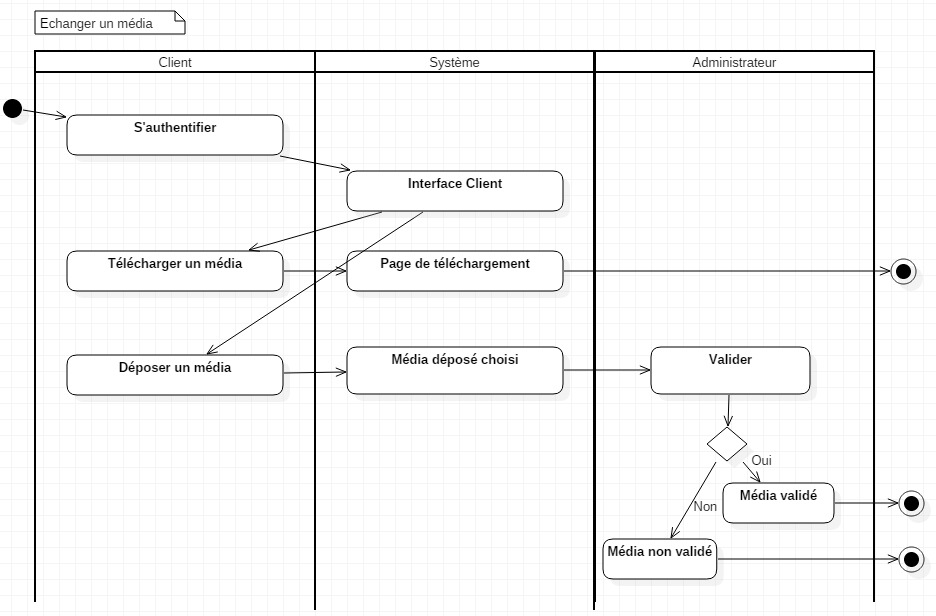 Echanger un média
Client
Système
Administrateur
S'authentifier
Interface Client
Télécharger un média
Page de téléchargement
Déposer un média
Média déposé choisi
Valider
Oui
Média validé
Non
Média non validé